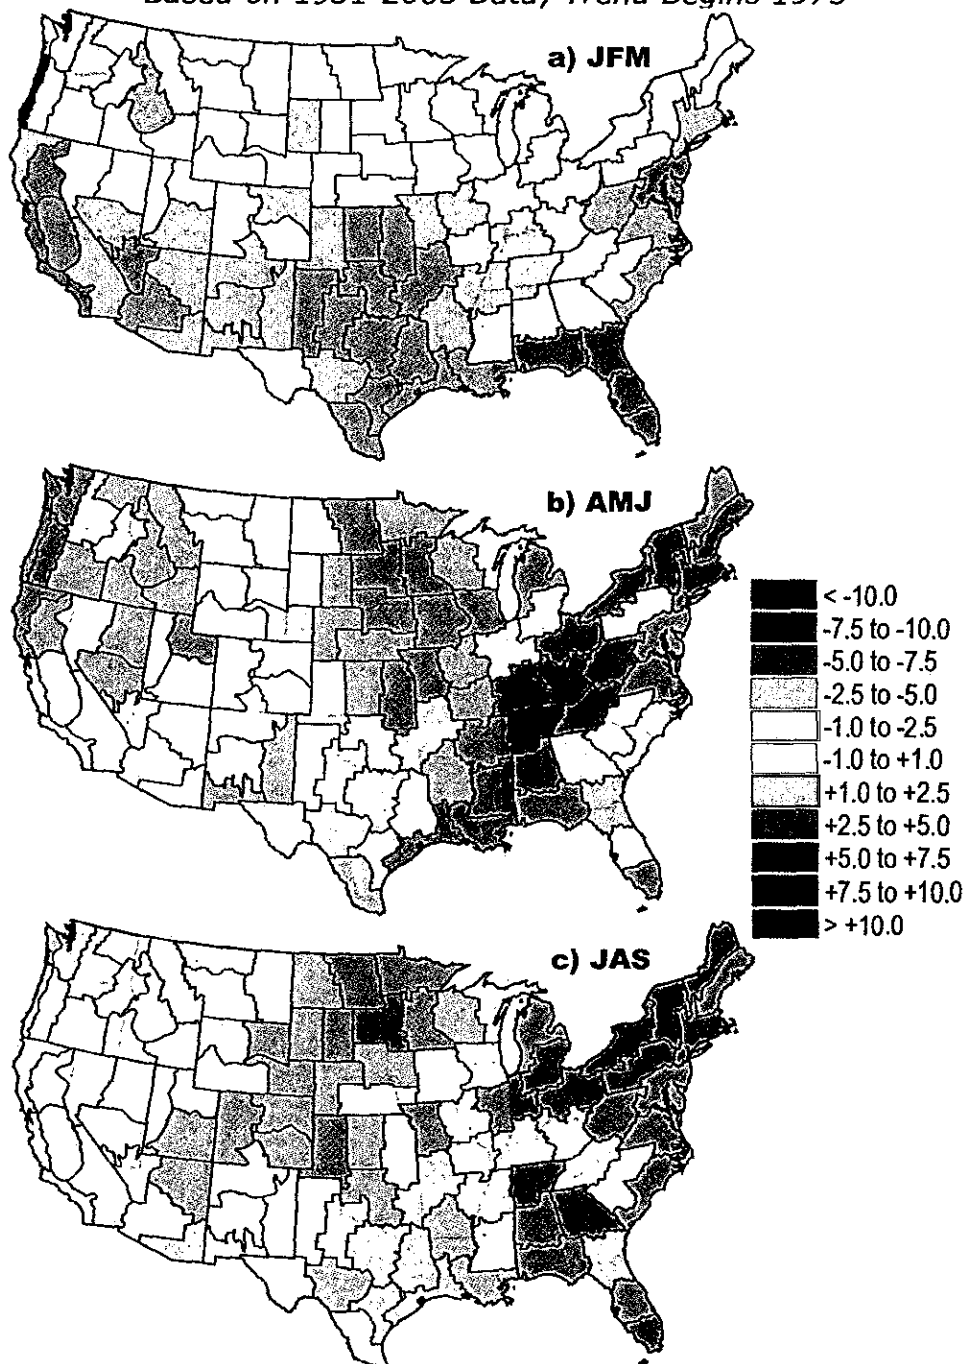 Based on 1931-2005 Data, Trend Begins 1975
a) JFM
b) AMJ
< -10.0
-7.5 to -10.0
-5.0 to -7.5
-2.5 to -5.0
-1.0 to -2.5
-1.0 to +1.0
+1.0 to +2.5
+2.5 to +5.0
+5.0 to +7.5
+7.5 to +10.0
> +10.0
c) JAS